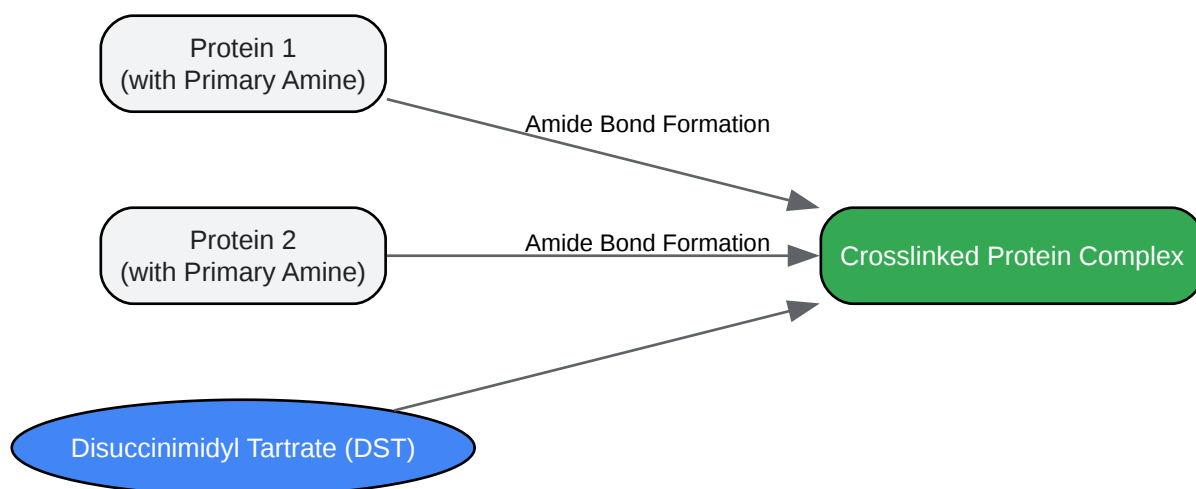 Protein 1
(with Primary Amine)
Amide Bond Formation
Protein 2
(with Primary Amine)
Amide Bond Formation
Crosslinked Protein Complex
Disuccinimidyl Tartrate (DST)